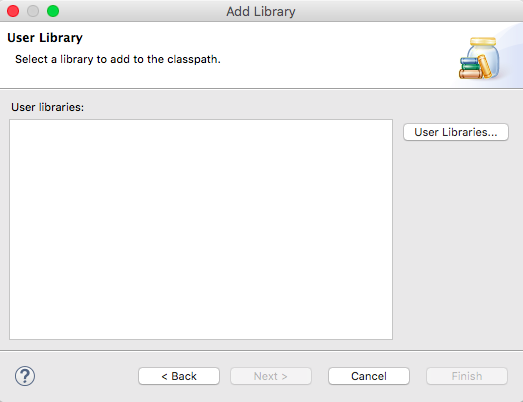 Add Library
User Library
Select a library to add to the classpath.
User libraries:
User Libraries...
?
< Back
Next >
Cancel
Finish